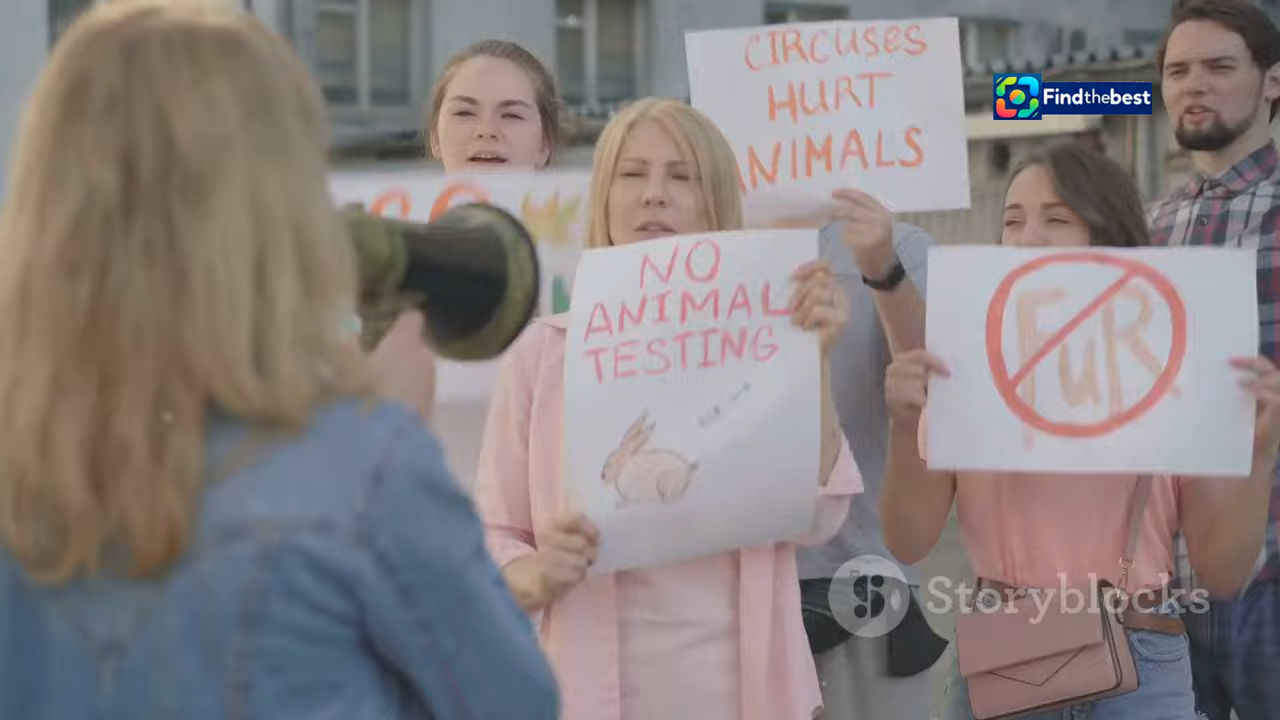 CIRCUSES
HURT
ANIMALS
FindtheBest
NO
ANIMAL
TESTING
FuR
Storyblocks